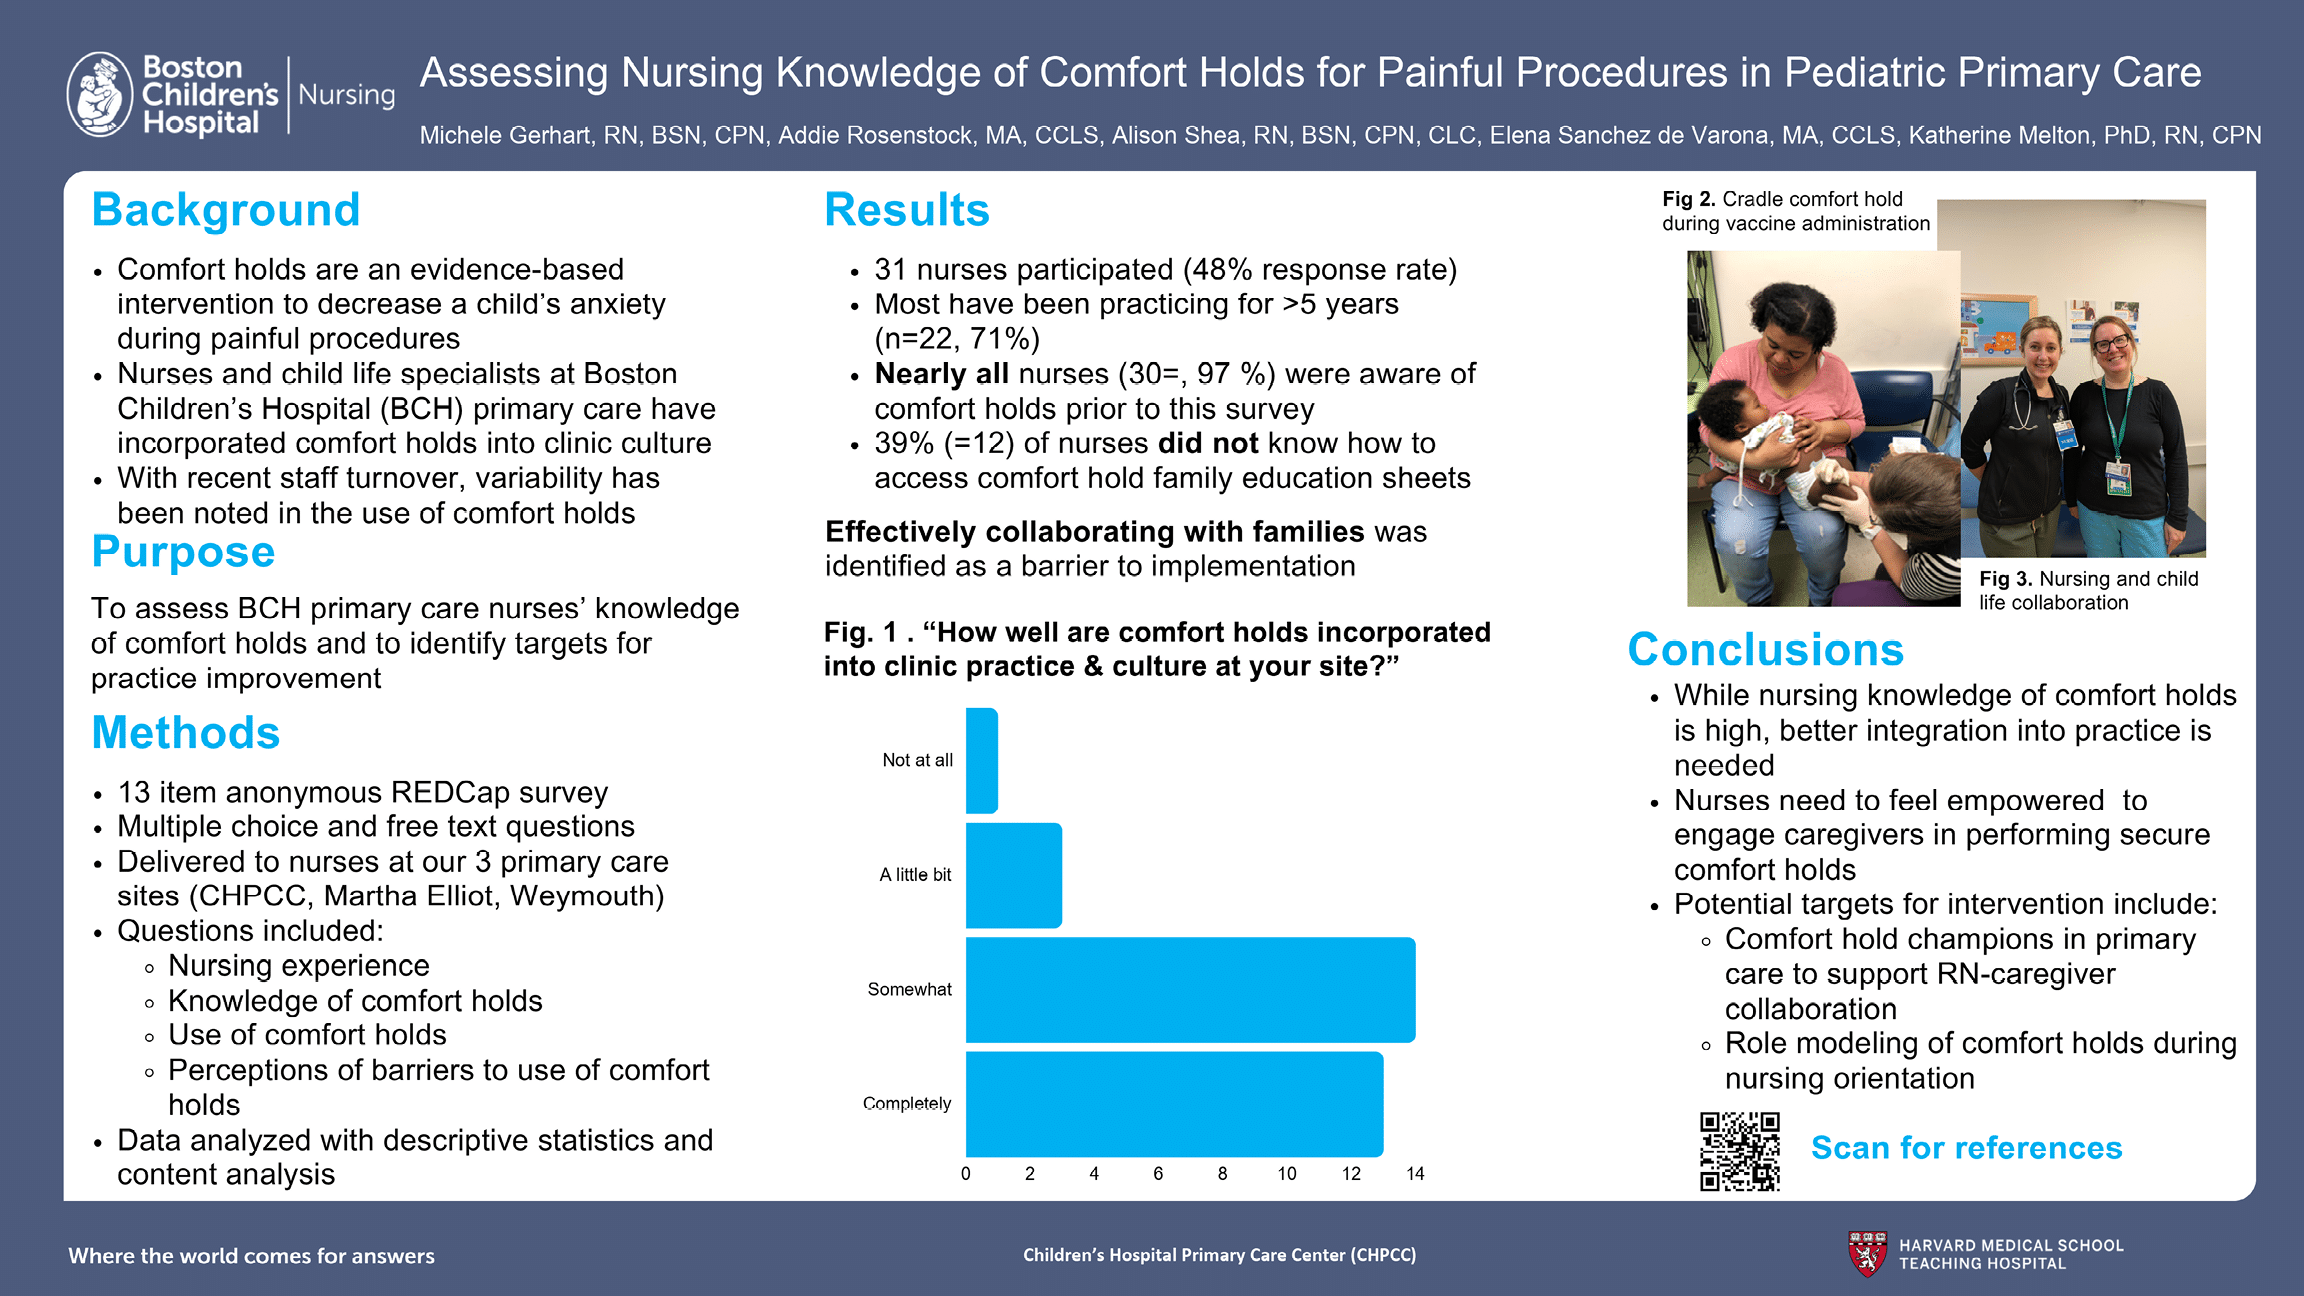 Boston
Children's
Hospital
Nursing
Assessing Nursing Knowledge of Comfort Holds for Painful Procedures in Pediatric Primary Care
Michele Gerhart, RN, BSN, CPN, Addie Rosenstock, MA, CCLS, Alison Shea, RN, BSN, CPN, CLC, Elena Sanchez de Varona, MA, CCLS, Katherine Melton, PhD, RN, CPN
Background
• Comfort holds are an evidence-based
intervention to decrease a child's anxiety
during painful procedures
• Nurses and child life specialists at Boston
Children's Hospital (BCH) primary care have
incorporated comfort holds into clinic culture
• With recent staff turnover, variability has
been noted in the use of comfort holds
Purpose
To assess BCH primary care nurses' knowledge
of comfort holds and to identify targets for
practice improvement
Methods
• 13 item anonymous REDCap survey
• Multiple choice and free text questions
• Delivered to nurses at our 3 primary care
sites (CHPCC, Martha Elliot, Weymouth)
• Questions included:
◦ Nursing experience
◦ Knowledge of comfort holds
◦ Use of comfort holds
◦ Perceptions of barriers to use of comfort
holds
• Data analyzed with descriptive statistics and
content analysis
Results
• 31 nurses participated (48% response rate)
• Most have been practicing for >5 years
(n=22, 71%)
• Nearly all nurses (30=, 97 %) were aware of
comfort holds prior to this survey
• 39% (=12) of nurses did not know how to
access comfort hold family education sheets
Effectively collaborating with families was
identified as a barrier to implementation
Fig. 1 . “How well are comfort holds incorporated
into clinic practice & culture at your site?”
Not at all
A little bit
Somewhat
Completely
0 2 4 6 8 10 12 14
Fig 2. Cradle comfort hold
during vaccine administration
Fig 3. Nursing and child
life collaboration
Conclusions
• While nursing knowledge of comfort holds
is high, better integration into practice is
needed
• Nurses need to feel empowered  to
engage caregivers in performing secure
comfort holds
• Potential targets for intervention include:
◦ Comfort hold champions in primary
care to support RN-caregiver
collaboration
◦ Role modeling of comfort holds during
nursing orientation
Scan for references
Where the world comes for answers
Children's Hospital Primary Care Center (CHPCC)
HARVARD MEDICAL SCHOOL
TEACHING HOSPITAL